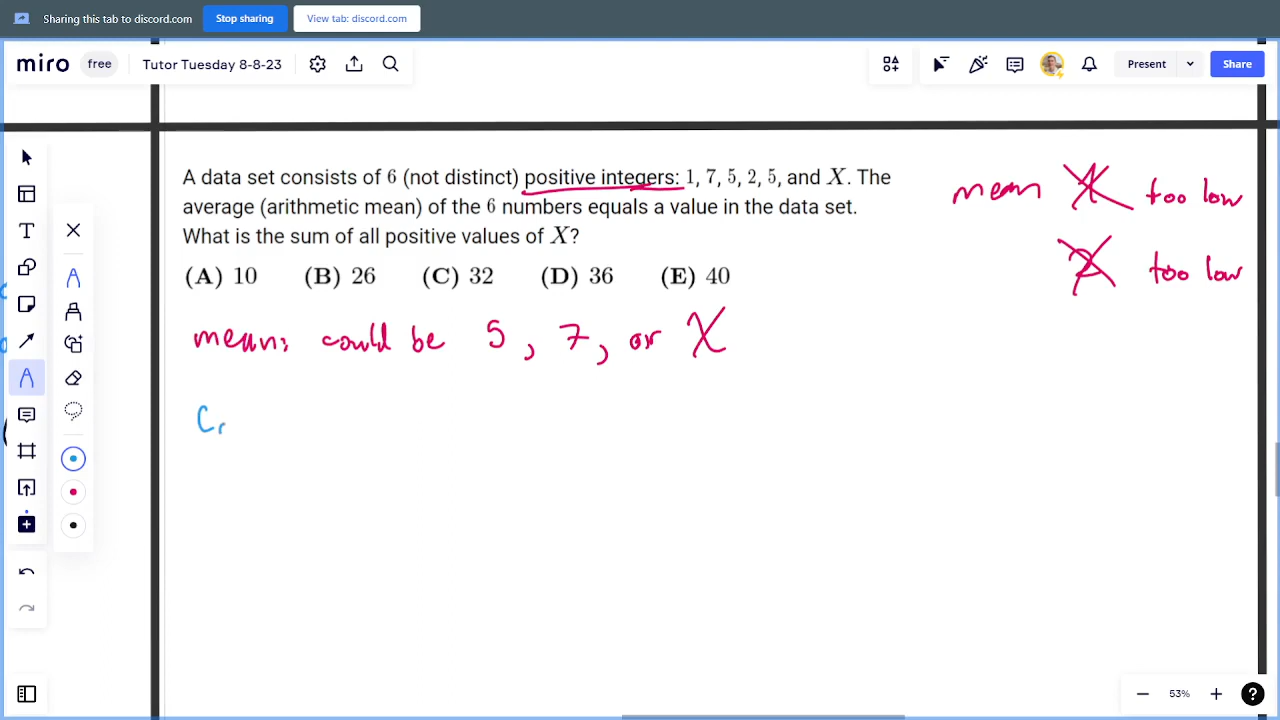 Sharing this tab to discord.com
Stop sharing
View tab: discord.com
miro free Tutor Tuesday 8-8-23 Present Share
A data set consists of 6 (not distinct) positive integers: 1, 7, 5, 2, 5, and X. The
average (arithmetic mean) of the 6 numbers equals a value in the data set.
What is the sum of all positive values of X?
(A) 10 (B) 26 (C) 32 (D) 36 (E) 40
mean 1 too low
2 too low
mean: could be 5, 7, or X
53%